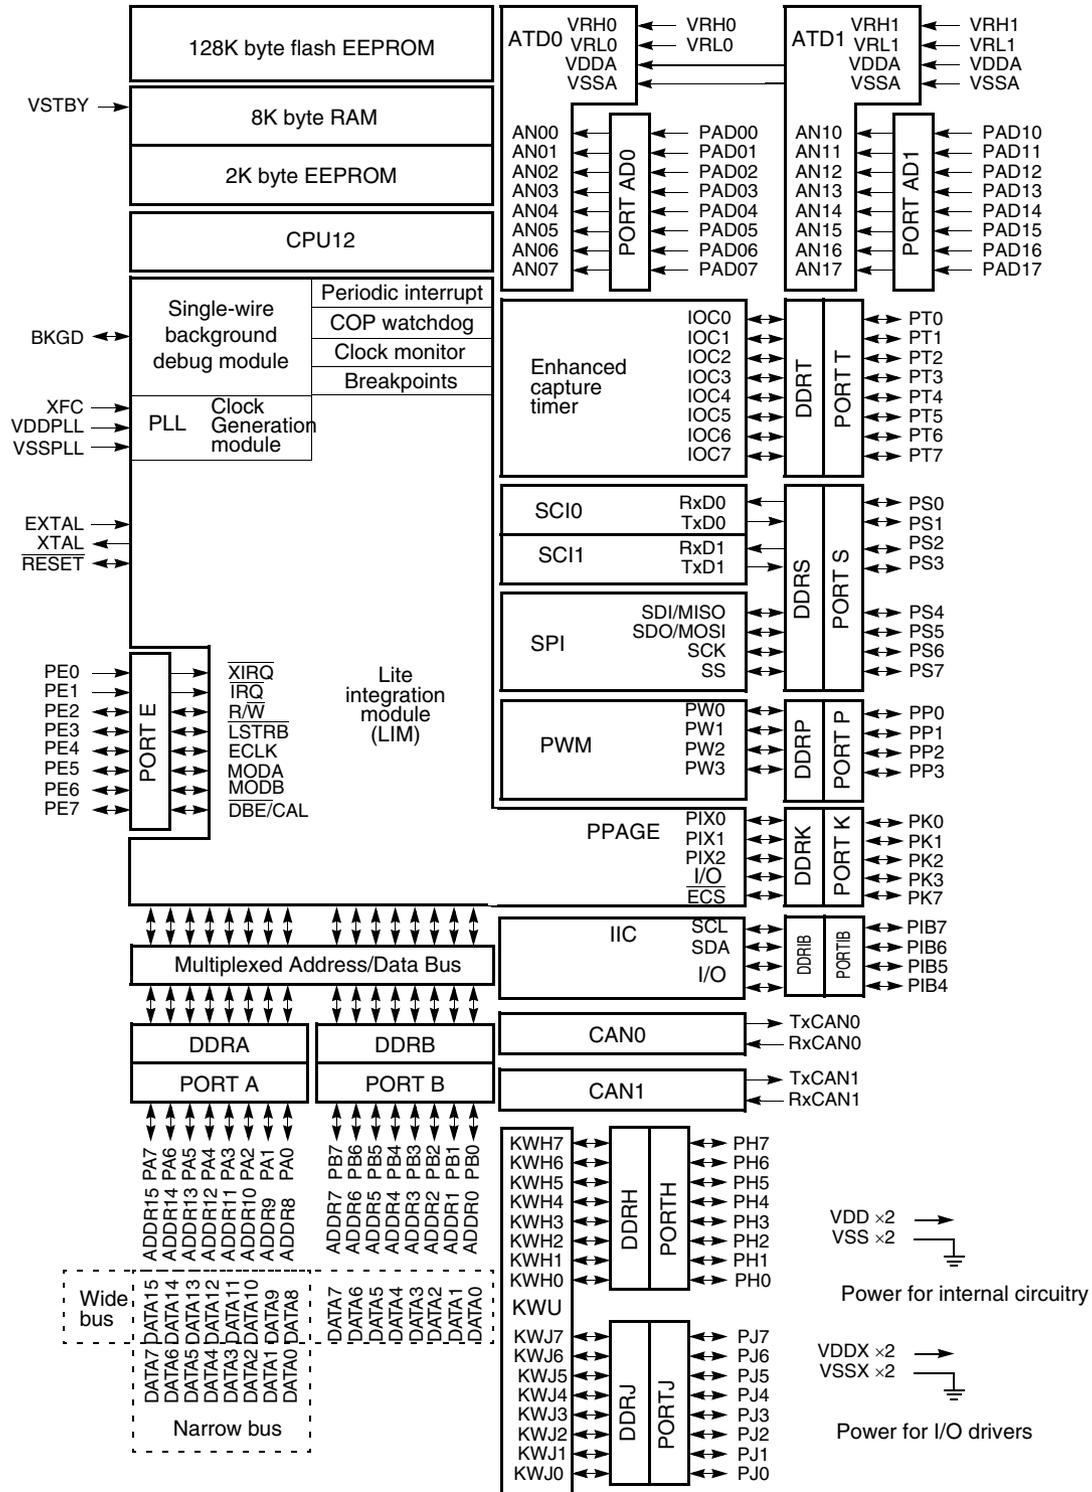 128K byte flash EEPROM
VSTBY
8K byte RAM
2K byte EEPROM
CPU12
Single-wire
background
debug module
Periodic interrupt
COP watchdog
Clock monitor
Breakpoints
BKGD
XFC
VDDPLL
VSSPLL
PLL
Clock
Generation
module
EXTAL
XTAL
RESET
PE0
PE1
PE2
PE3
PE4
PE5
PE6
PE7
PORT E
XIRQ
IRQ
R/W
LSTRB
ECLK
MODA
MODB
DBE/CAL
Lite
integration
module
(LIM)
ATD0
VRH0
VRL0
VDDA
VSSA
VRH0
VRL0
AN00
AN01
AN02
AN03
AN04
AN05
AN06
AN07
PORT AD0
PAD00
PAD01
PAD02
PAD03
PAD04
PAD05
PAD06
PAD07
ATD1
VRH1
VRL1
VDDA
VSSA
VRH1
VRL1
VDDA
VSSA
AN10
AN11
AN12
AN13
AN14
AN15
AN16
AN17
PORT AD1
PAD10
PAD11
PAD12
PAD13
PAD14
PAD15
PAD16
PAD17
Enhanced
capture
timer
IOC0
IOC1
IOC2
IOC3
IOC4
IOC5
IOC6
IOC7
DDRT
PORT T
PT0
PT1
PT2
PT3
PT4
PT5
PT6
PT7
SCI0
RxD0
TxD0
SCI1
RxD1
TxD1
SPI
SDI/MISO
SDO/MOSI
SCK
SS
DDRS
PORT S
PS0
PS1
PS2
PS3
PS4
PS5
PS6
PS7
PWM
PW0
PW1
PW2
PW3
DDRP
PORT P
PP0
PP1
PP2
PP3
PPAGE
PIX0
PIX1
PIX2
I/O
ECS
DDRK
PORT K
PK0
PK1
PK2
PK3
PK7
IIC
SCL
SDA
I/O
DDRIB
PORTIB
PIB7
PIB6
PIB5
PIB4
CAN0
TxCAN0
RxCAN0
CAN1
TxCAN1
RxCAN1
Multiplexed Address/Data Bus
DDRA
PORT A
DDRB
PORT B
PA7
PA6
PA5
PA4
PA3
PA2
PA1
PA0
PB7
PB6
PB5
PB4
PB3
PB2
PB1
PB0
ADDR15
ADDR14
ADDR13
ADDR12
ADDR11
ADDR10
ADDR9
ADDR8
ADDR7
ADDR6
ADDR5
ADDR4
ADDR3
ADDR2
ADDR1
ADDR0
Wide
bus
DATA15
DATA14
DATA13
DATA12
DATA11
DATA10
DATA9
DATA8
DATA7
DATA6
DATA5
DATA4
DATA3
DATA2
DATA1
DATA0
DATA7
DATA6
DATA5
DATA4
DATA3
DATA2
DATA1
DATA0
Narrow bus
KWH7
KWH6
KWH5
KWH4
KWH3
KWH2
KWH1
KWH0
KWU
KWJ7
KWJ6
KWJ5
KWJ4
KWJ3
KWJ2
KWJ1
KWJ0
DDRH
PORTH
PH7
PH6
PH5
PH4
PH3
PH2
PH1
PH0
DDRJ
PORTJ
PJ7
PJ6
PJ5
PJ4
PJ3
PJ2
PJ1
PJ0
VDD ×2
VSS ×2
Power for internal circuitry
VDDX ×2
VSSX ×2
Power for I/O drivers